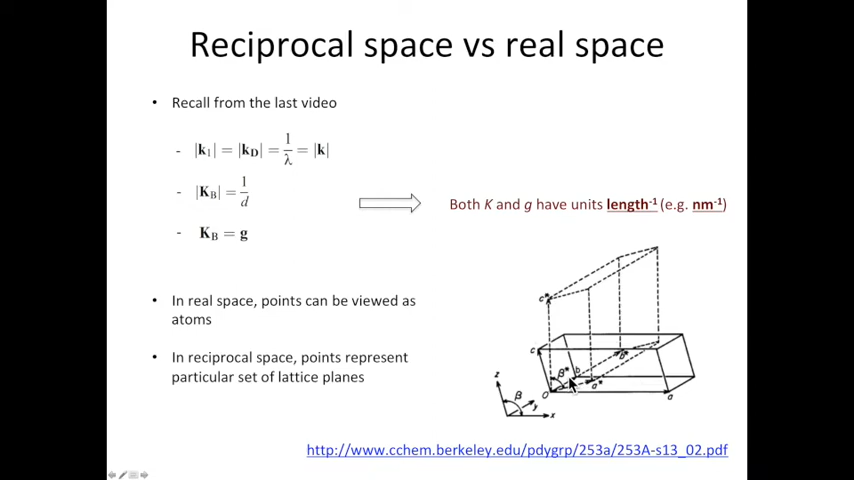 Reciprocal space vs real space
• Recall from the last video
- |k₁| = |k_D| = 1/λ = |k|
- |K_B| = 1/d
Both K and g have units length⁻¹ (e.g. nm⁻¹)
- K_B = g
• In real space, points can be viewed as
atoms
• In reciprocal space, points represent
particular set of lattice planes
c*
c
b*
z
β*
b
a*
β
O
a
y
x
http://www.cchem.berkeley.edu/pdygrp/253a/253A-s13_02.pdf